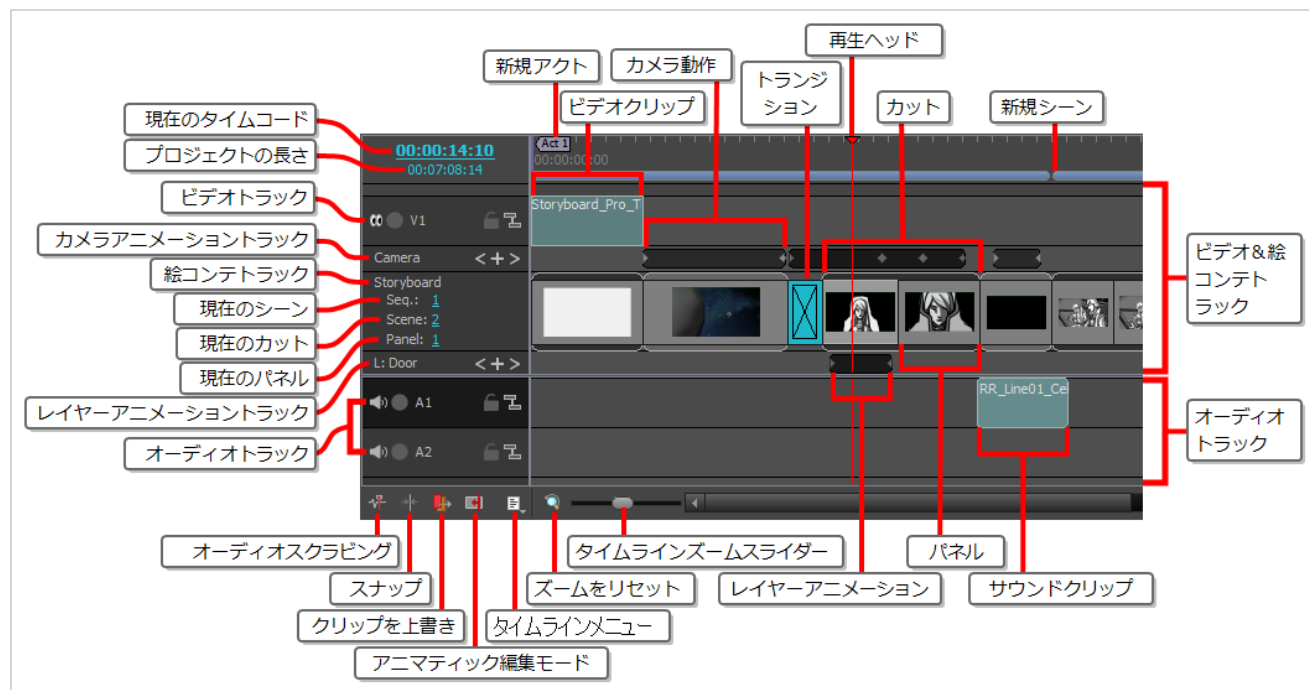 再生ヘッド
新規アクト
カメラ動作
トランジ
ション
ビデオクリップ
カット
新規シーン
現在のタイムコード
プロジェクトの長さ
ビデオトラック
カメラアニメーショントラック
絵コンテトラック
現在のシーン
現在のカット
現在のパネル
レイヤーアニメーショントラック
オーディオトラック
00:00:14:10
00:07:08:14
Act 1
00:00:00:00
V1
Storyboard_Pro_T
Camera
Storyboard
Seq.: 1
Scene: 2
Panel: 1
L: Door
A1
RR_Line01_Ce
A2
ビデオ&絵
コンテト
ラック
オーディオ
トラック
オーディオスクラビング
タイムラインズームスライダー
パネル
スナップ
ズームをリセット
レイヤーアニメーション
サウンドクリップ
クリップを上書き
タイムラインメニュー
アニマティック編集モード